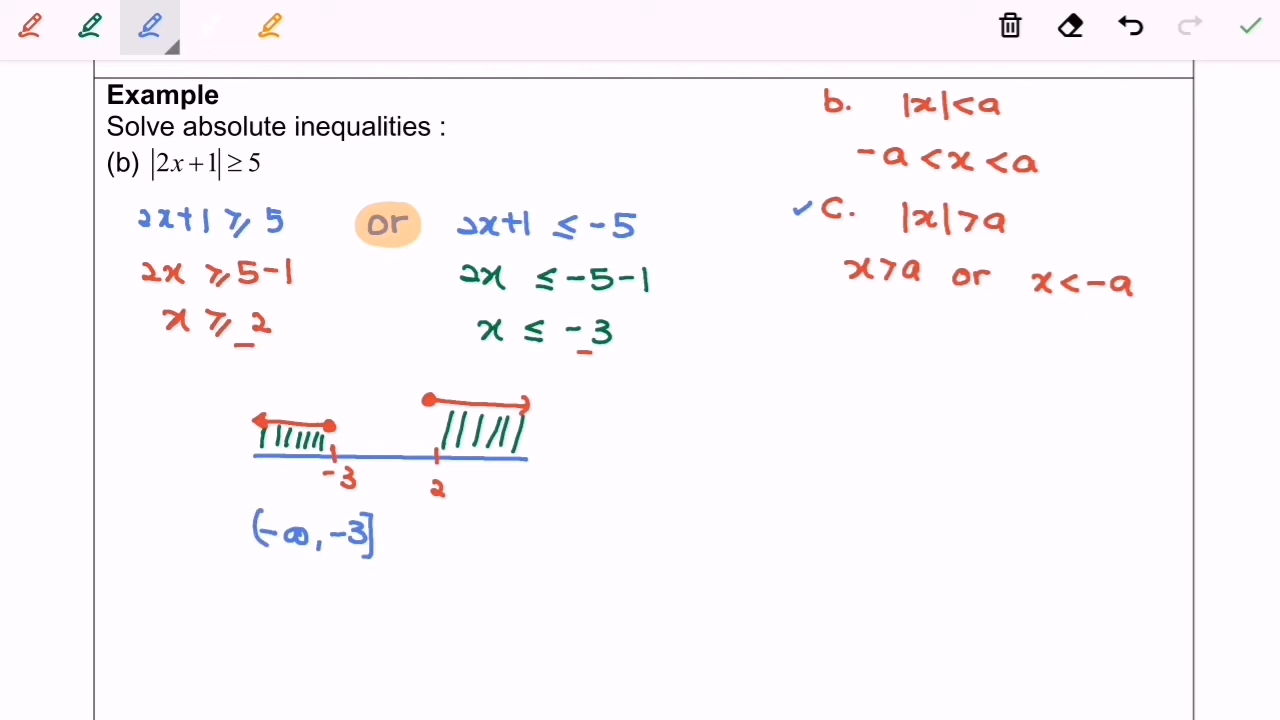 Example
Solve absolute inequalities :
(b) |2x+1| ≥ 5
2x+1 ≥ 5 or 2x+1 ≤ -5
2x ≥ 5-1 2x ≤ -5-1
x ≥ 2 x ≤ -3
-3 2
(-∞, -3]
b. |x|<a
-a < x < a
✓ c. |x|>a
x>a or x<-a